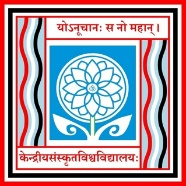 योऽनूचानः स नो महान् ।
केन्द्रीयसंस्कृतविश्वविद्यालयः